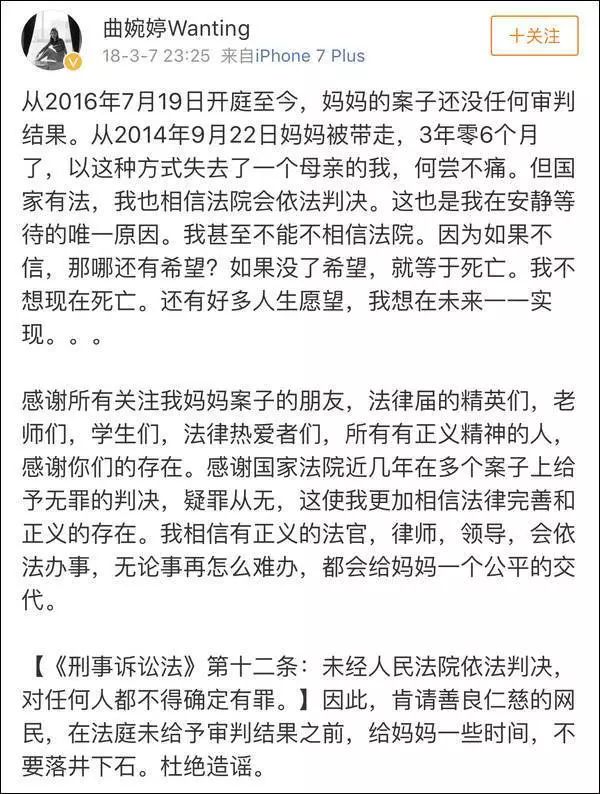 曲婉婷Wanting
18-3-7 23:25 来自iPhone 7 Plus
十关注
从2016年7月19日开庭至今，妈妈的案子还没任何审判
结果。从2014年9月22日妈妈被带走，3年零6个月
了，以这种方式失去了一个母亲的我，何尝不痛。但国
家有法，我也相信法院会依法判决。这也是我在安静等
待的唯一原因。我甚至不能不相信法院。因为如果不
信，那哪还有希望？如果没了希望，就等于死亡。我不
想现在死亡。还有好多人生愿望，我想在未来一一实
现。。。
感谢所有关注我妈妈案子的朋友，法律届的精英们，老
师们，学生们，法律热爱者们，所有有正义精神的人，
感谢你们的存在。感谢国家法院近几年在多个案子上给
予无罪的判决，疑罪从无，这使我更加相信法律完善和
正义的存在。我相信有正义的法官，律师，领导，会依
法办事，无论事再怎么难办，都会给妈妈一个公平的交
代。
【《刑事诉讼法》第十二条：未经人民法院依法判决，
对任何人都不得确定有罪。】因此，肯请善良仁慈的网
民，在法庭未给予审判结果之前，给妈妈一些时间，不
要落井下石。杜绝造谣。